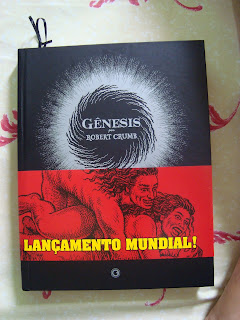 GÊNESIS
por
ROBERT CRUMB
LANÇAMENTO MUNDIAL!